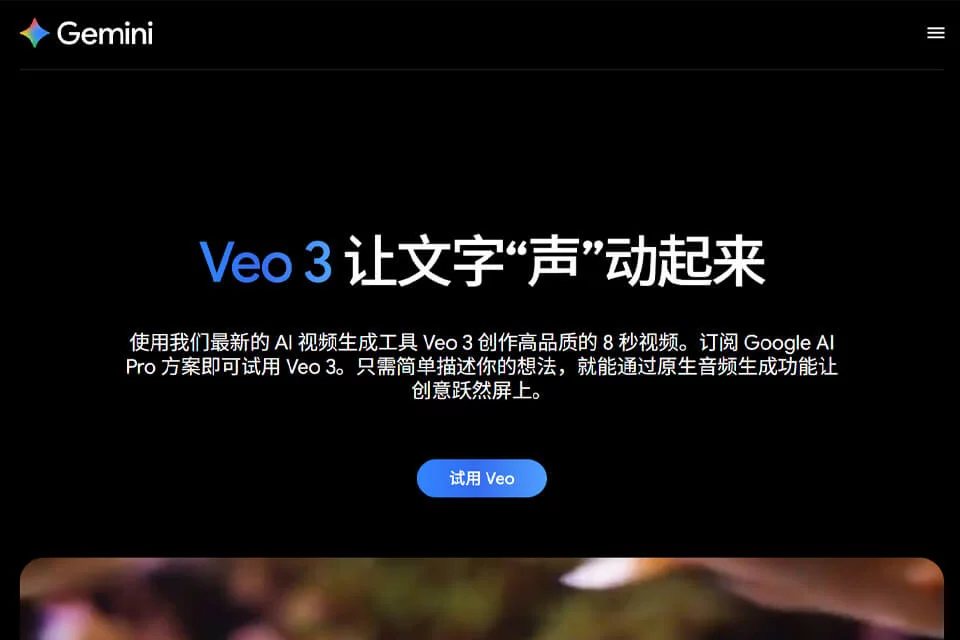 Gemini
Veo 3 让文字“声”动起来
使用我们最新的 AI 视频生成工具 Veo 3 创作高品质的 8 秒视频。订阅 Google AI
Pro 方案即可试用 Veo 3。只需简单描述你的想法，就能通过原生音频生成功能让
创意跃然屏上。
试用 Veo